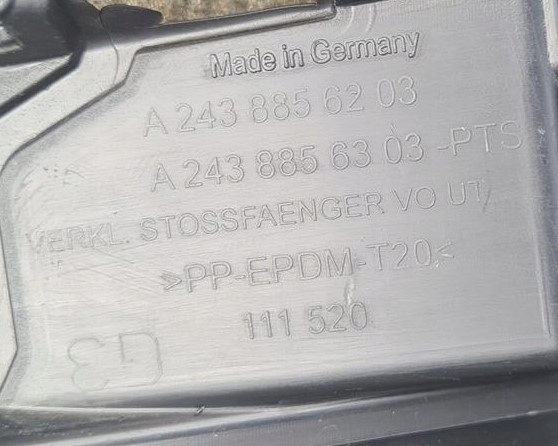 Made in Germany
A 243 885 62 03
A 243 885 63 03 -PTS
VERKL. STOSSFAENGER VO UT
>PP-EPDM-T20<
111 520
G3